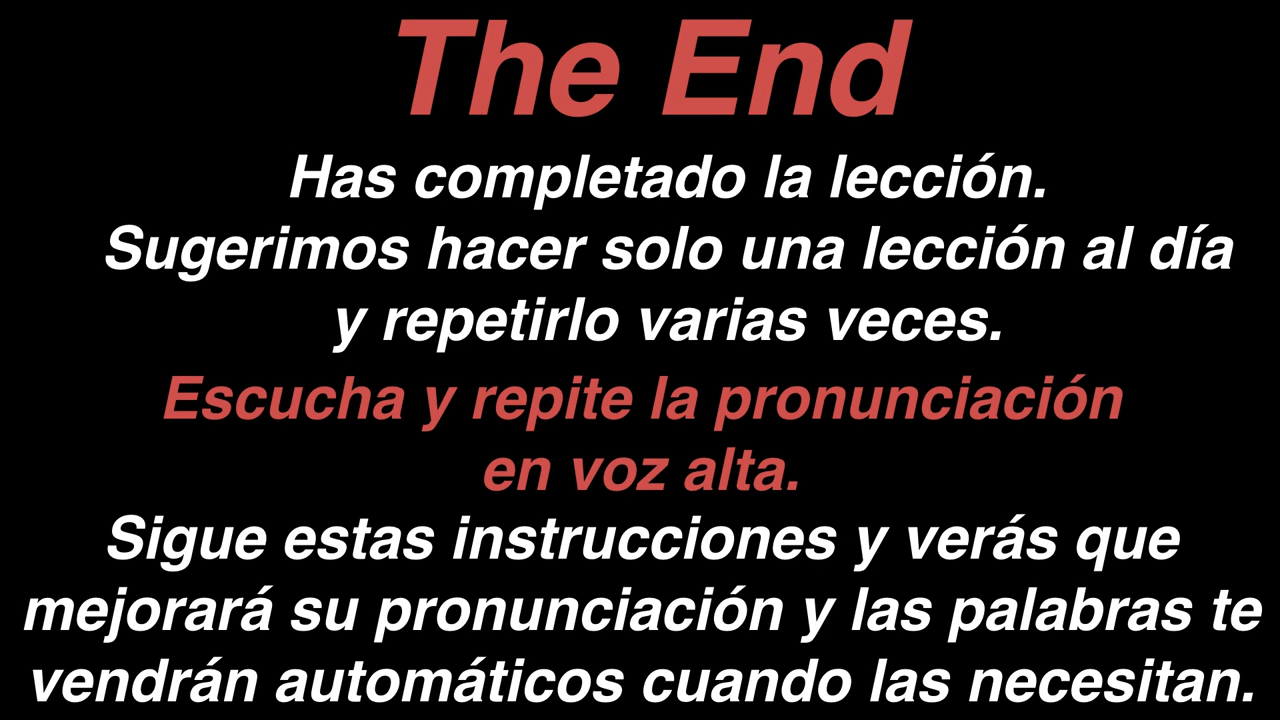 The End
Has completado la lección.
Sugerimos hacer solo una lección al día
y repetirlo varias veces.
Escucha y repite la pronunciación
en voz alta.
Sigue estas instrucciones y verás que
mejorará su pronunciación y las palabras te
vendrán automáticos cuando las necesitan.